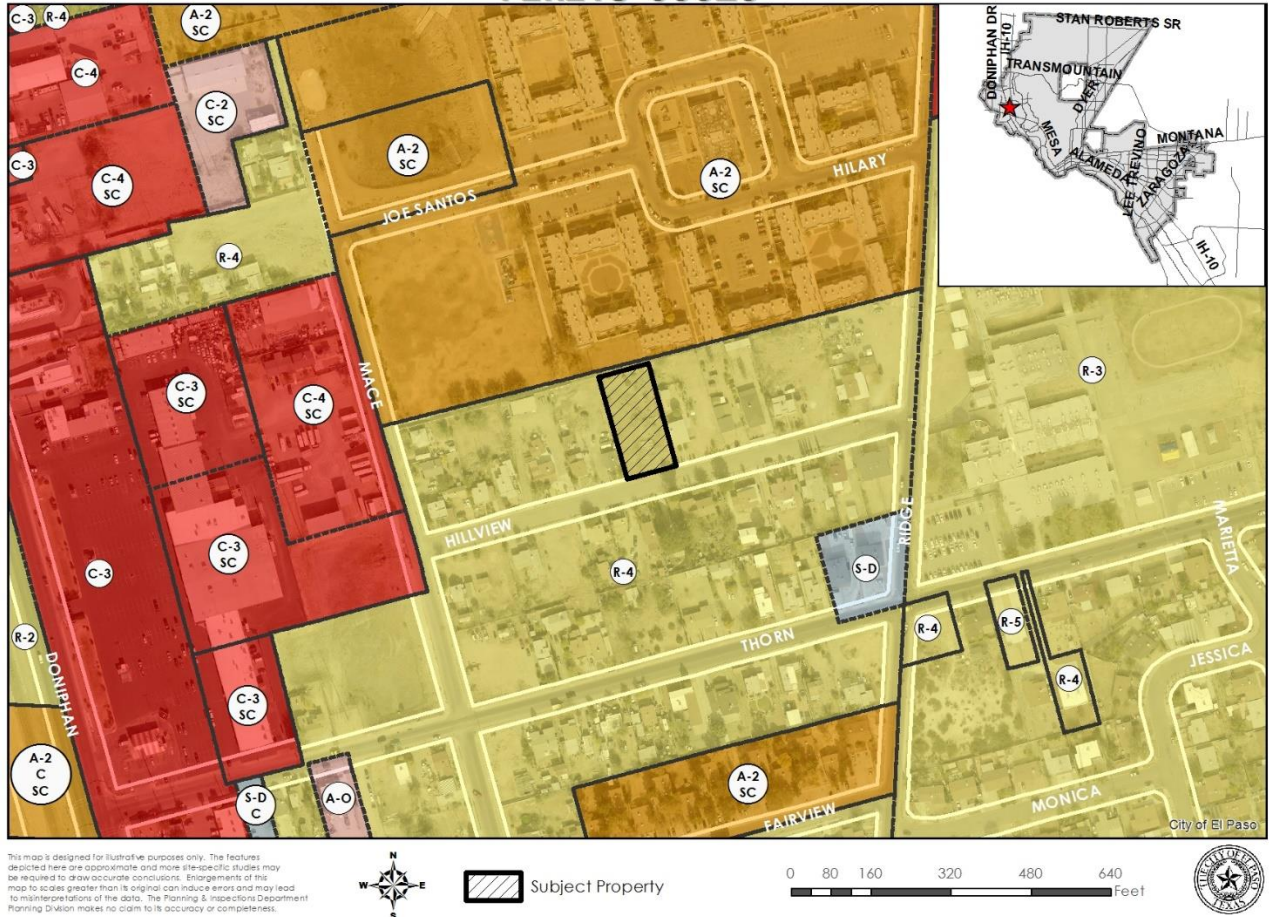 C-3
R-4
A-2
SC
C-4
C-2
SC
C-3
C-4
SC
A-2
SC
A-2
SC
JOE SANTOS
HILARY
R-4
DONIPHAN DR
IH-10
STAN ROBERTS SR
TRANSMOUNTAIN
DYER
MESA
MONTANA
ALAMEDA
LEE TREVINO
ZARAGOZA
IH-10
MACE
C-3
SC
C-4
SC
R-3
C-3
SC
C-3
HILLVIEW
R-4
S-D
RIDGE
MARIETTA
R-2
DONIPHAN
THORN
R-4
R-5
R-4
JESSICA
C-3
SC
A-2
C
SC
S-D
C
A-O
A-2
SC
FAIRVIEW
MONICA
City of El Paso
This map is designed for illustrative purposes only. The features
depicted here are approximate and more site-specific studies may
be required to draw accurate conclusions. Enlargements of this
map to scales greater than its original can induce errors and may lead
to misinterpretations of the data. The Planning & Inspections Department
Planning Division makes no claim to its accuracy or completeness.
N
W E
S
Subject Property
0 80 160 320 480 640
Feet
THE CITY OF EL PASO
TEXAS